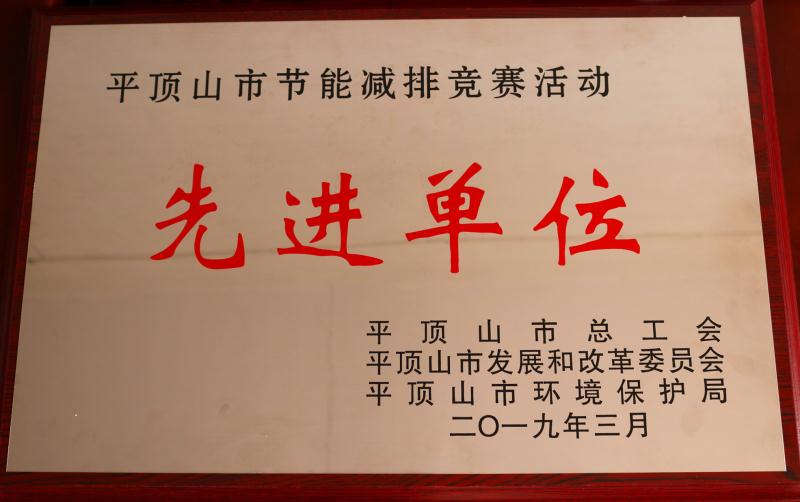 平顶山市节能减排竞赛活动
先进单位
平顶山市总工会
平顶山市发展和改革委员会
平顶山市环境保护局
二〇一九年三月